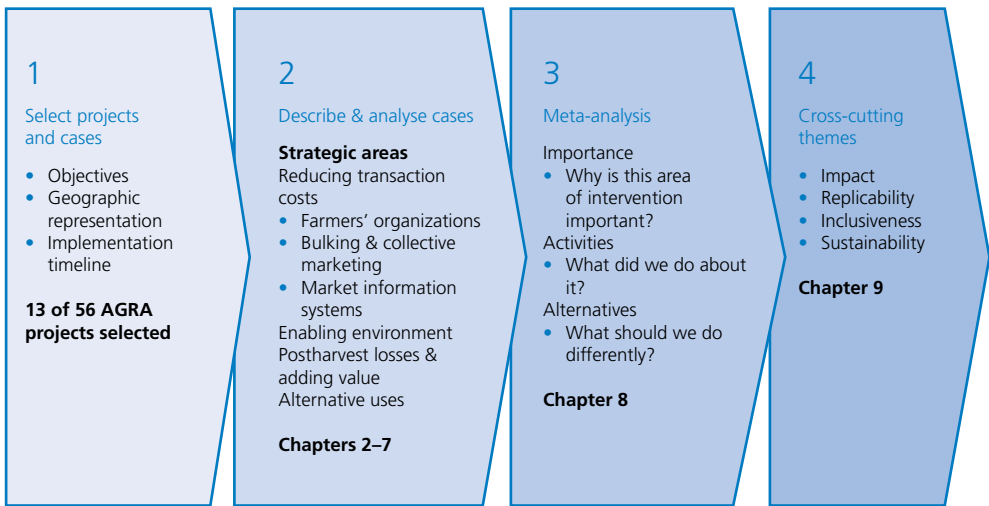 1
Select projects
and cases
• Objectives
• Geographic
representation
• Implementation
timeline
13 of 56 AGRA
projects selected
2
Describe & analyse cases
Strategic areas
Reducing transaction
costs
• Farmers’ organizations
• Bulking & collective
marketing
• Market information
systems
Enabling environment
Postharvest losses &
adding value
Alternative uses
Chapters 2–7
3
Meta-analysis
Importance
• Why is this area
of intervention
important?
Activities
• What did we do about
it?
Alternatives
• What should we do
differently?
Chapter 8
4
Cross-cutting
themes
• Impact
• Replicability
• Inclusiveness
• Sustainability
Chapter 9